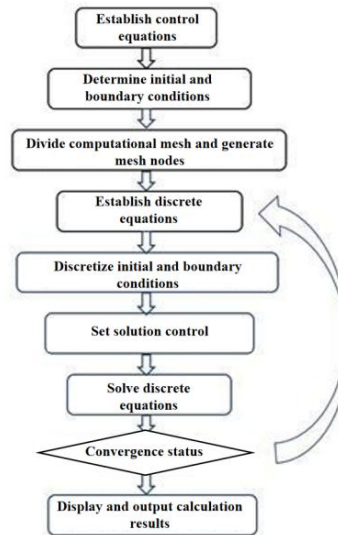 Establish control
equations
Determine initial and
boundary conditions
Divide computational mesh and generate
mesh nodes
Establish discrete
equations
Discretize initial and boundary
conditions
Set solution control
Solve discrete
equations
Convergence status
Display and output calculation
results